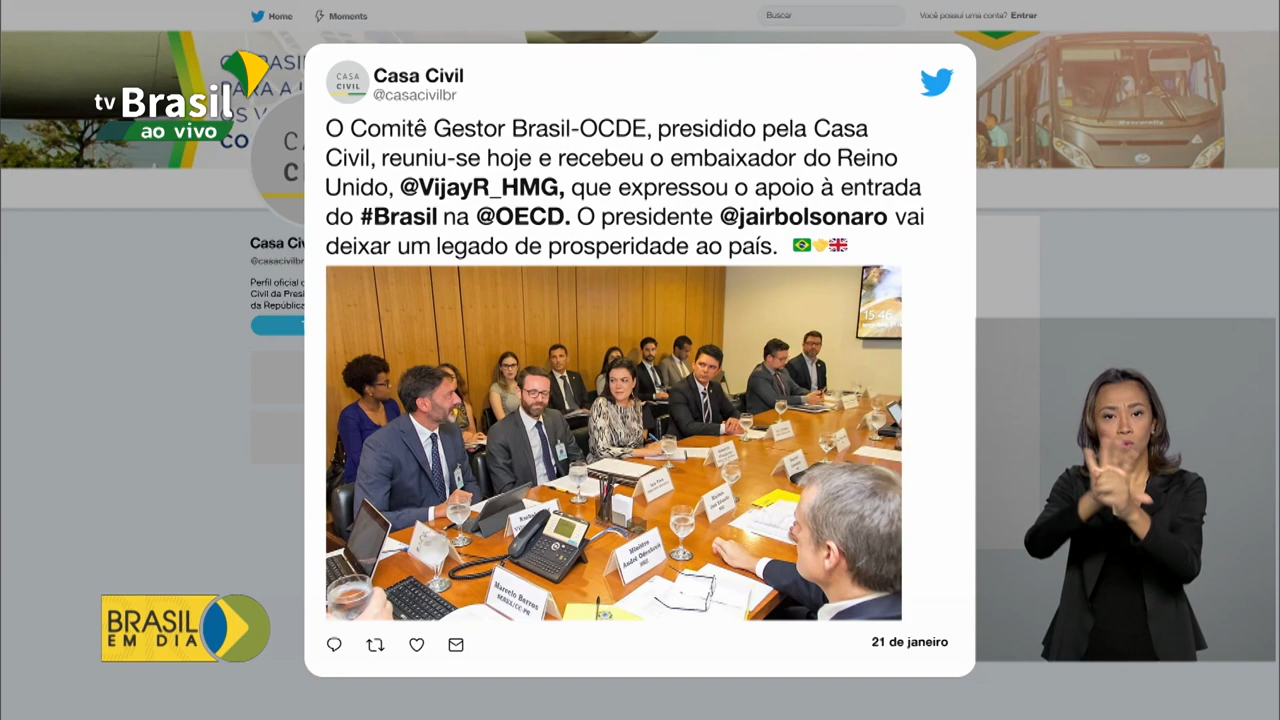 Home
Moments
Buscar
Você possui uma conta? Entrar
tv Brasil
ao vivo
CASA
CIVIL
Casa Civil
@casacivilbr
O Comitê Gestor Brasil-OCDE, presidido pela Casa
Civil, reuniu-se hoje e recebeu o embaixador do Reino
Unido, @VijayR_HMG, que expressou o apoio à entrada
do #Brasil na @OECD. O presidente @jairbolsonaro vai
deixar um legado de prosperidade ao país.
Casa Civ
@casacivilbr
Perfil oficial
Civil da Presi
da República
15:46
Ministro
André Odenbreit
MRE
Marcelo Barros
21 de janeiro
BRASIL
EM DIA